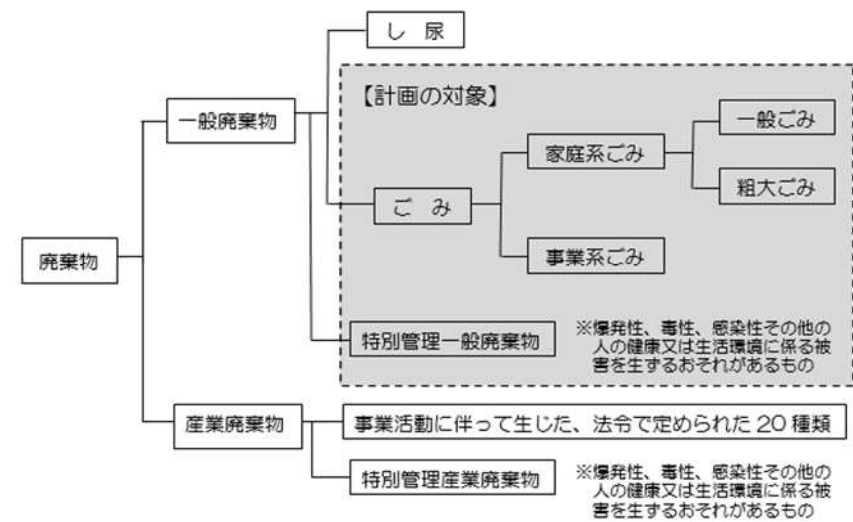 し 尿
【計画の対象】
一般廃棄物
一般ごみ
家庭系ごみ
粗大ごみ
ご み
廃棄物
事業系ごみ
特別管理一般廃棄物
※爆発性、毒性、感染性その他の
人の健康又は生活環境に係る被
害を生ずるおそれがあるもの
産業廃棄物
事業活動に伴って生じた、法令で定められた20種類
特別管理産業廃棄物
※爆発性、毒性、感染性その他の
人の健康又は生活環境に係る被
害を生ずるおそれがあるもの